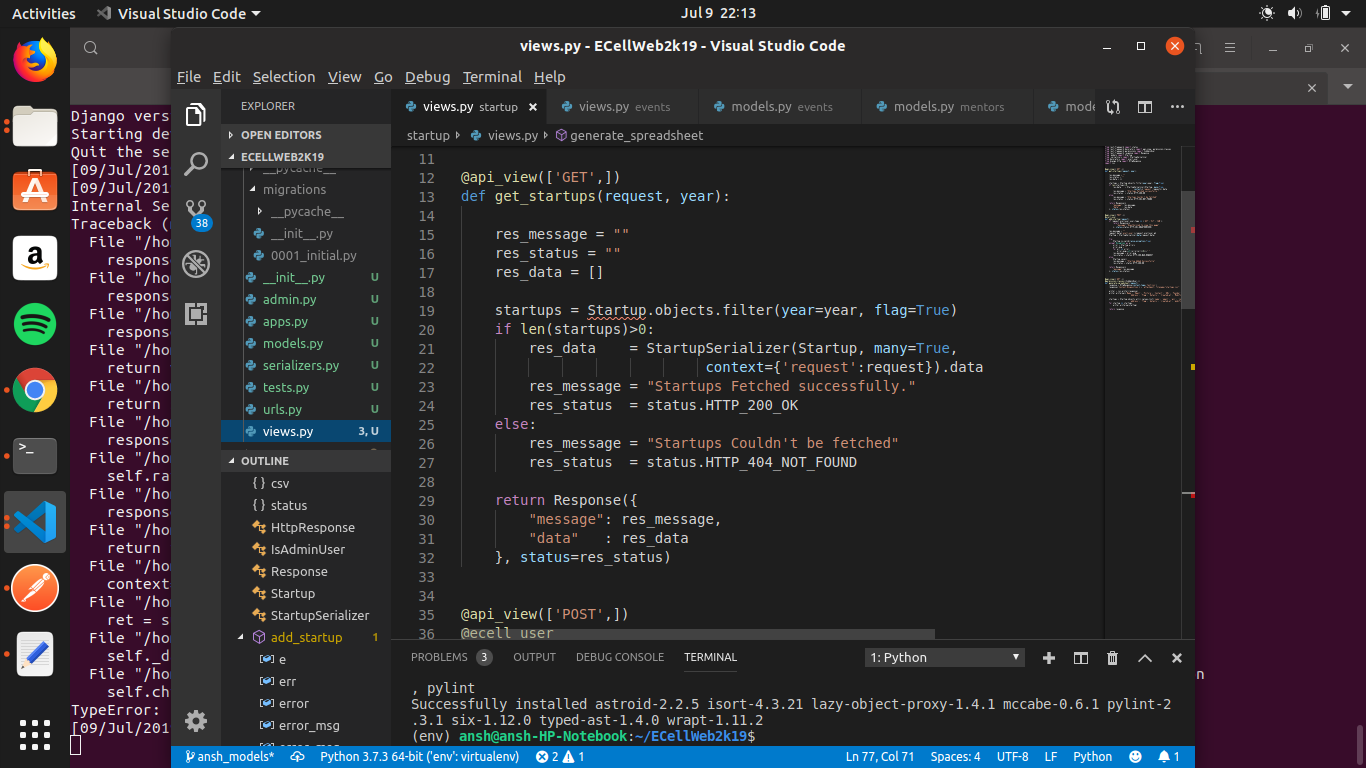 Activities
Visual Studio Code
Jul 9 22:13
views.py - ECellWeb2k19 - Visual Studio Code
File Edit Selection View Go Debug Terminal Help
EXPLORER
OPEN EDITORS
ECELLWEB2K19
__pycache__
migrations
__pycache__
__init__.py
0001_initial.py
__init__.py U
admin.py U
apps.py U
models.py U
serializers.py U
tests.py U
urls.py U
views.py 3, U
OUTLINE
{ } csv
{ } status
HttpResponse
IsAdminUser
Response
Startup
StartupSerializer
add_startup 1
e
err
error
error_msg
38
views.py startup
views.py events
models.py events
models.py mentors
mode
startup views.py generate_spreadsheet
11
12 @api_view(['GET',])
13 def get_startups(request, year):
14
15 res_message = ""
16 res_status = ""
17 res_data = []
18
19 startups = Startup.objects.filter(year=year, flag=True)
20 if len(startups)>0:
21 res_data    = StartupSerializer(Startup, many=True,
22 context={'request':request}).data
23 res_message = "Startups Fetched successfully."
24 res_status  = status.HTTP_200_OK
25 else:
26 res_message = "Startups Couldn't be fetched"
27 res_status  = status.HTTP_404_NOT_FOUND
28
29 return Response({
30 "message": res_message,
31 "data"   : res_data
32 }, status=res_status)
33
34
35 @api_view(['POST',])
36 @ecell_user
PROBLEMS 3 OUTPUT DEBUG CONSOLE TERMINAL 1: Python
, pylint
Successfully installed astroid-2.2.5 isort-4.3.21 lazy-object-proxy-1.4.1 mccabe-0.6.1 pylint-2
.3.1 six-1.12.0 typed-ast-1.4.0 wrapt-1.11.2
(env) ansh@ansh-HP-Notebook:~/ECellWeb2k19$
ansh_models* Python 3.7.3 64-bit ('env': virtualenv) 2 1 Ln 77, Col 71 Spaces: 4 UTF-8 LF Python 1
Django vers
Starting de
Quit the se
[09/Jul/201
[09/Jul/201
Internal Se
Traceback (
File "/ho
response
File "/ho
response
File "/ho
response
File "/ho
return
File "/ho
return
File "/ho
response
File "/ho
self.ra
File "/ho
response
File "/ho
return
File "/ho
context
File "/ho
ret = s
File "/ho
self._d
File "/ho
self.ch
TypeError:
[09/Jul/201
n